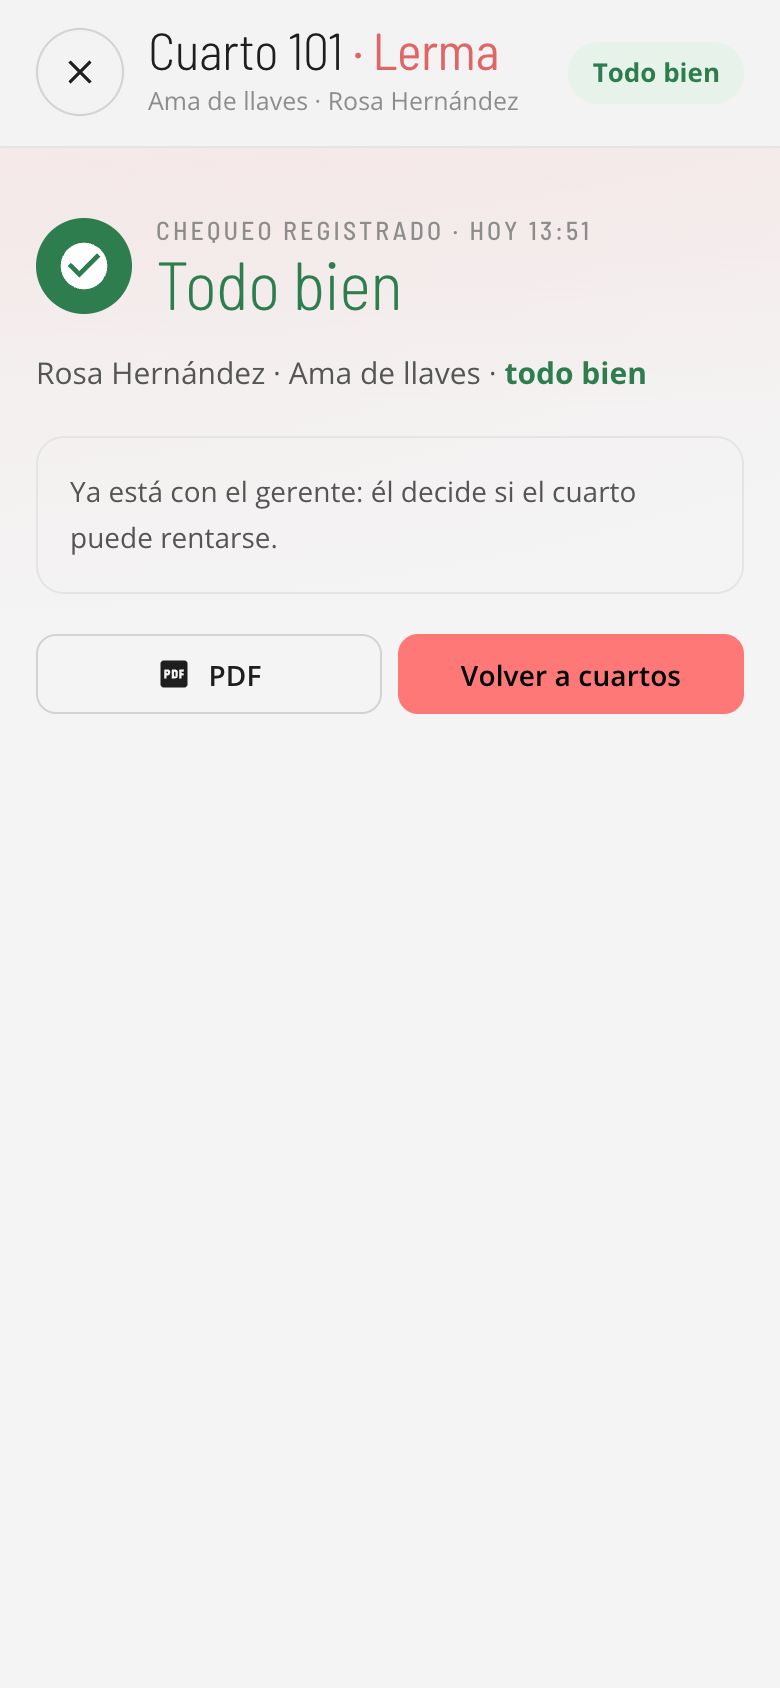 Cuarto 101 · Lerma
Ama de llaves · Rosa Hernández
Todo bien
CHEQUEO REGISTRADO · HOY 13:51
Todo bien
Rosa Hernández · Ama de llaves · todo bien
Ya está con el gerente: él decide si el cuarto
puede rentarse.
PDF PDF
Volver a cuartos